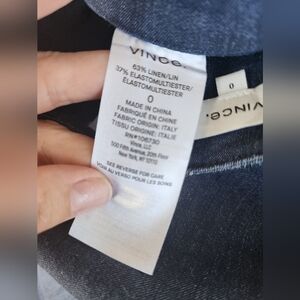 VINCE.
63% LINEN/LIN
37% ELASTOMULTIESTER/
ELASTOMULTIESTER
0
MADE IN CHINA
FABRIQUÉ EN CHINE
FABRIC ORIGIN: ITALY
TISSU ORIGINE: ITALIE
RN#106730
Vince, LLC
500 Fifth Avenue, 20th Floor
New York, NY 10110
SEE REVERSE FOR CARE
VOIR AU VERSO POUR LES SOINS
0
VINCE.